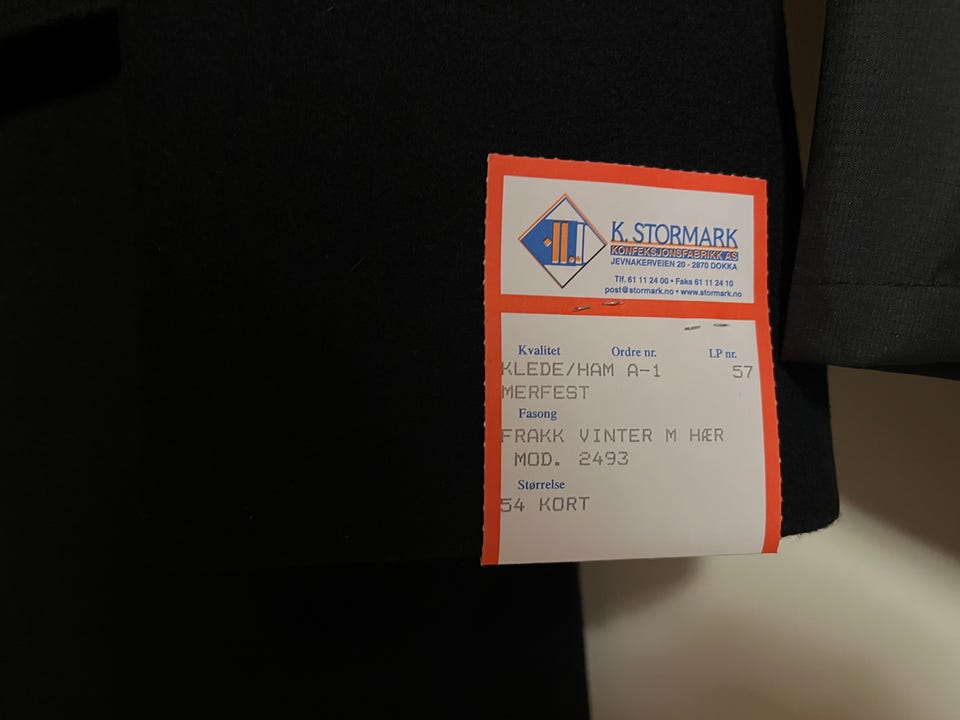 K. STORMARK
KONFEKSJONSFABRIKK AS
JEVNAKERVEIEN 20 - 2870 DOKKA
Tlf. 61 11 24 00 • Faks 61 11 24 10
post@stormark.no • www.stormark.no
Kvalitet Ordre nr. LP nr.
KLEDE/HAM A-1 57
MERFEST
Fasong
FRAKK VINTER M HÆR
MOD. 2493
Størrelse
54 KORT